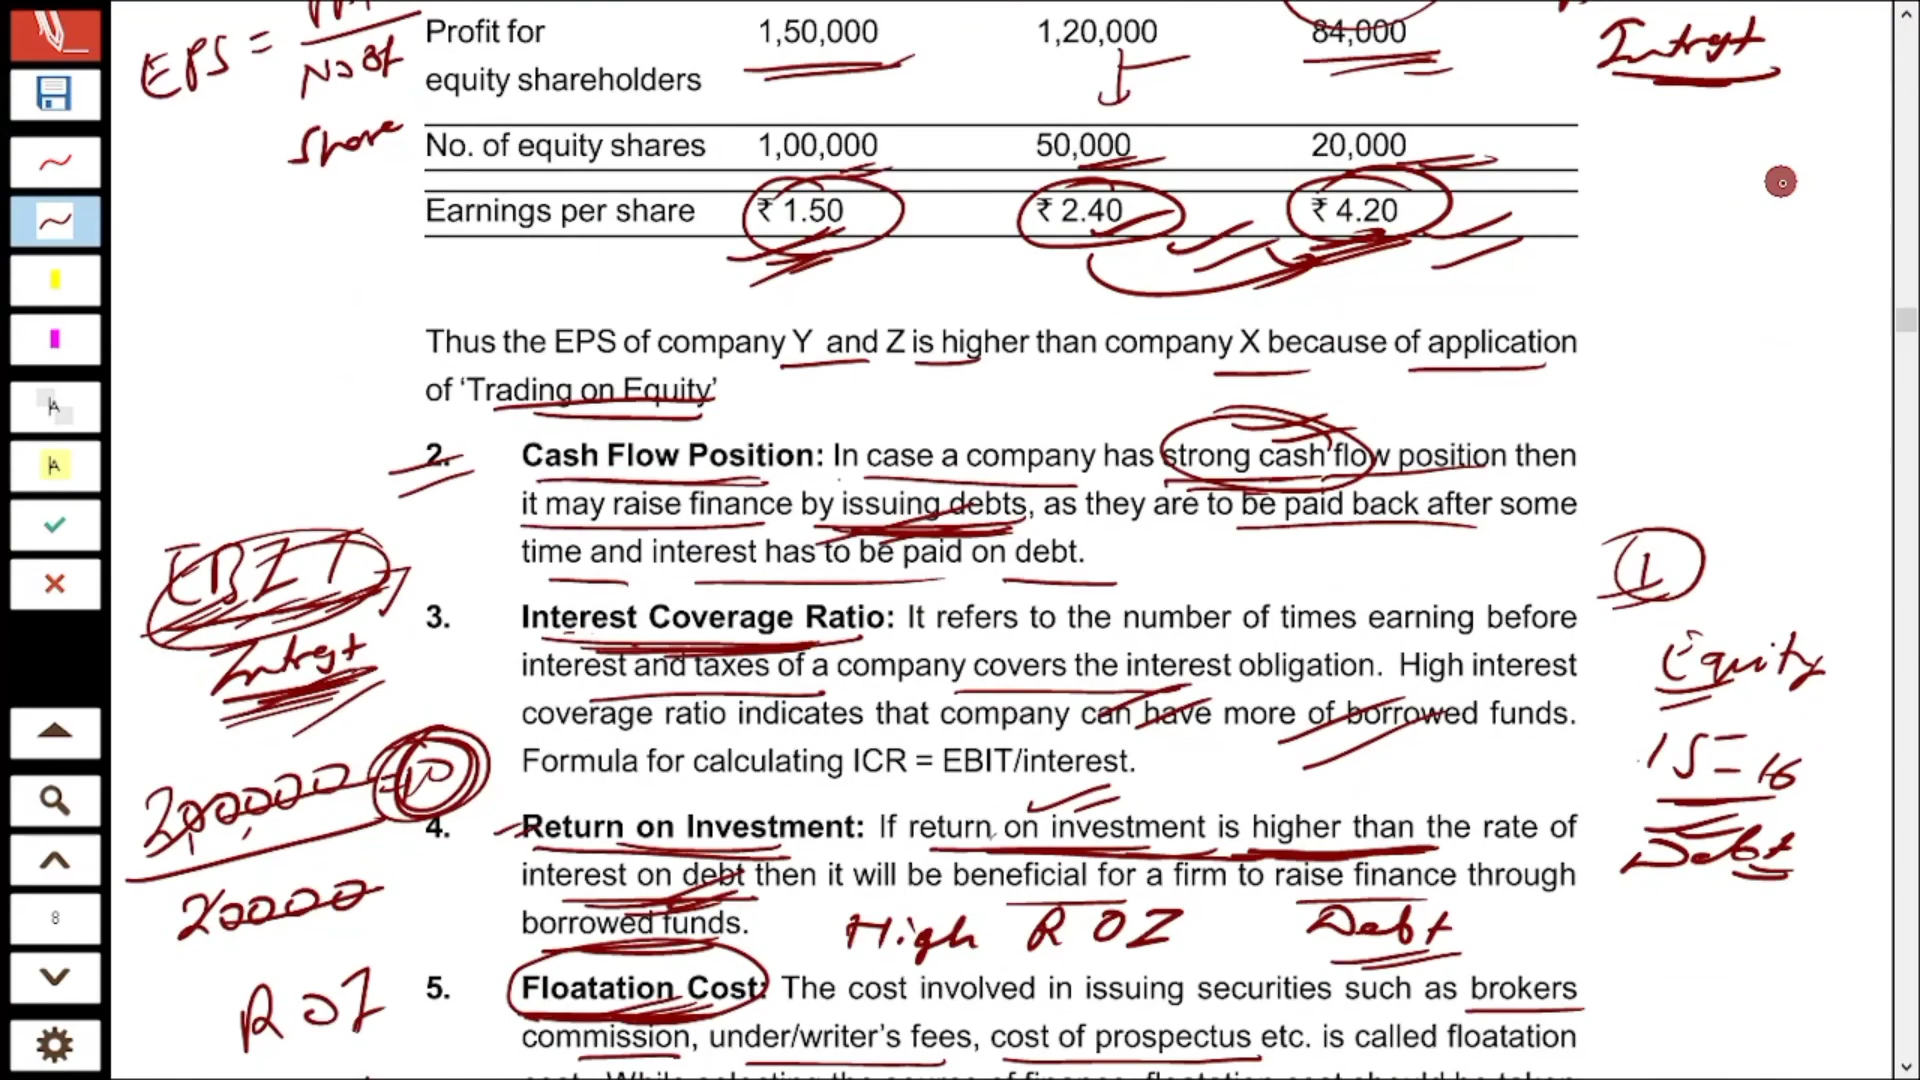 Profit for 1,50,000 1,20,000 84,000
equity shareholders
EPS = No of
Share
Intrest
No. of equity shares 1,00,000 50,000 20,000
Earnings per share ₹ 1.50 ₹ 2.40 ₹ 4.20
Thus the EPS of company Y and Z is higher than company X because of application
of ‘Trading on Equity’
2. Cash Flow Position: In case a company has strong cash flow position then
it may raise finance by issuing debts, as they are to be paid back after some
time and interest has to be paid on debt.
EBIT
Intrest
1
3. Interest Coverage Ratio: It refers to the number of times earning before
interest and taxes of a company covers the interest obligation. High interest
coverage ratio indicates that company can have more of borrowed funds.
Formula for calculating ICR = EBIT/interest.
Equity
15 = 16
Debt
200000 = 10
20000
4. Return on Investment: If return on investment is higher than the rate of
interest on debt then it will be beneficial for a firm to raise finance through
borrowed funds.
High ROI Debt
8
ROI
5. Floatation Cost: The cost involved in issuing securities such as brokers
commission, under/writer’s fees, cost of prospectus etc. is called floatation